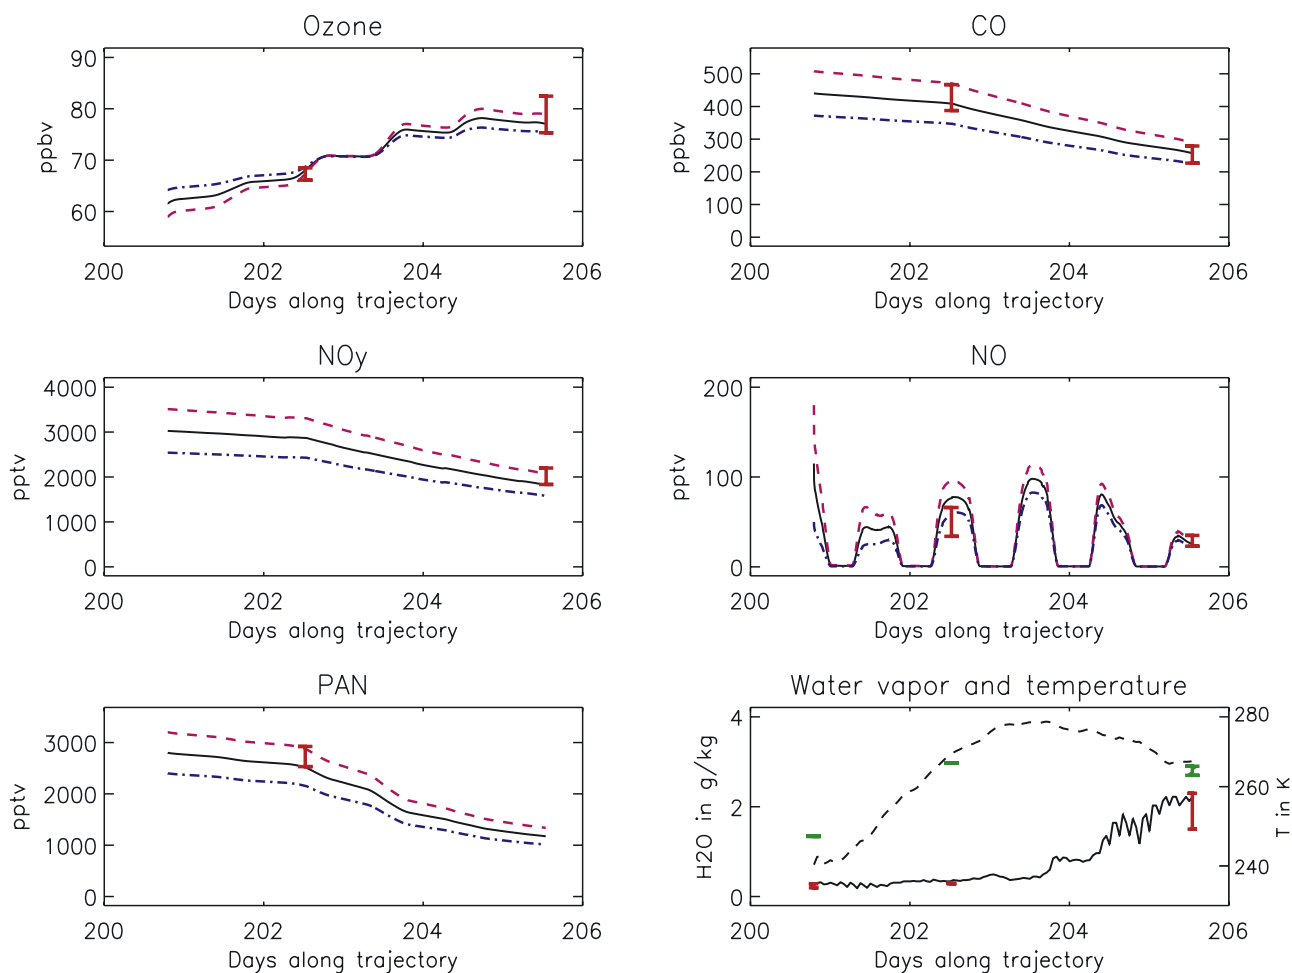 Ozone
90
80
70
60
ppbv
200 202 204 206
Days along trajectory
CO
500
400
300
200
100
0
ppbv
200 202 204 206
Days along trajectory
NOy
4000
3000
2000
1000
0
pptv
200 202 204 206
Days along trajectory
NO
200
100
0
pptv
200 202 204 206
Days along trajectory
PAN
3000
2000
1000
0
pptv
200 202 204 206
Days along trajectory
Water vapor and temperature
4
2
0
H2O in g/kg
280
260
240
T in K
200 202 204 206
Days along trajectory